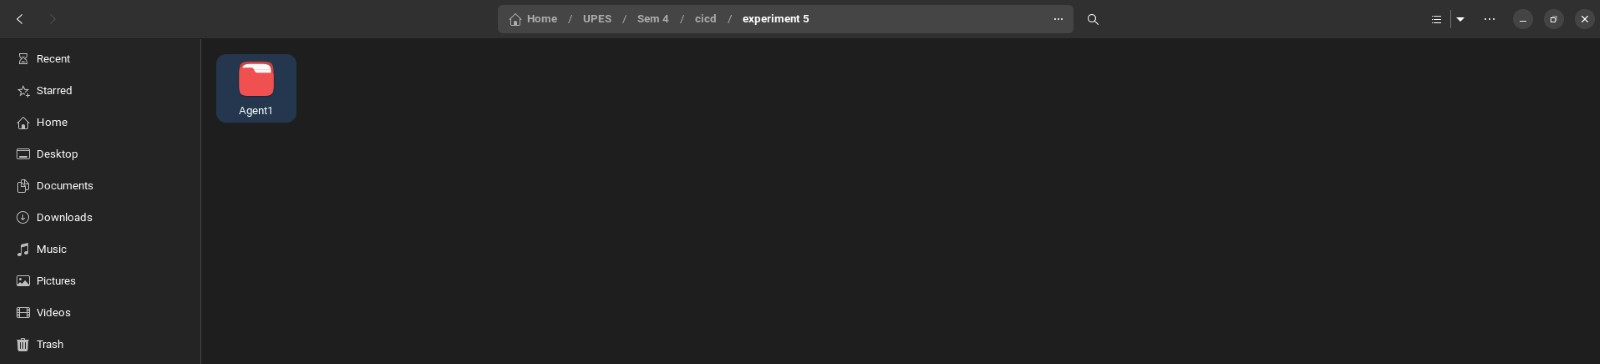 Home / UPES / Sem 4 / cicd / experiment 5
Recent
Starred
Home
Desktop
Documents
Downloads
Music
Pictures
Videos
Trash
Agent1